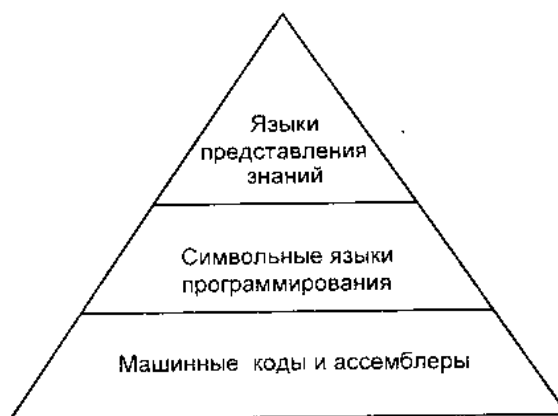 Языки
представления
знаний
Символьные языки
программирования
Машинные коды и ассемблеры